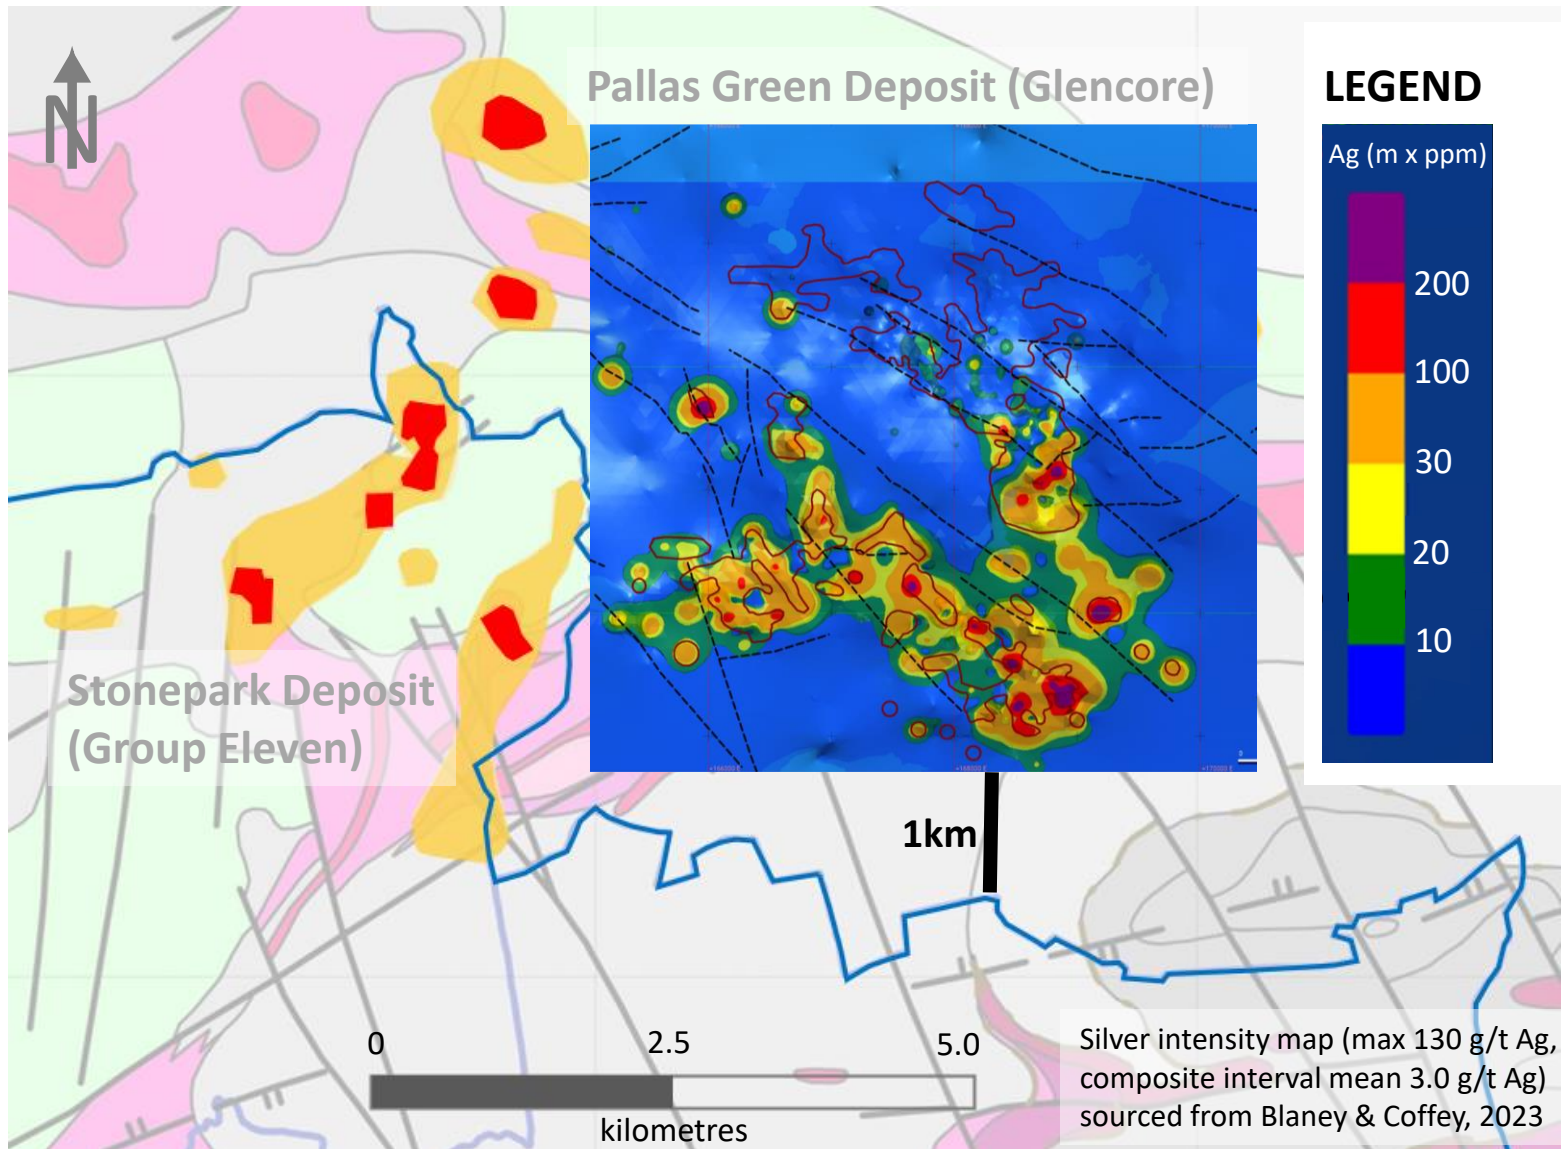 N
Pallas Green Deposit (Glencore)
LEGEND
Ag (m x ppm)
200
100
30
20
10
Stonepark Deposit
(Group Eleven)
1km
0
2.5
5.0
kilometres
Silver intensity map (max 130 g/t Ag,
composite interval mean 3.0 g/t Ag)
sourced from Blaney & Coffey, 2023